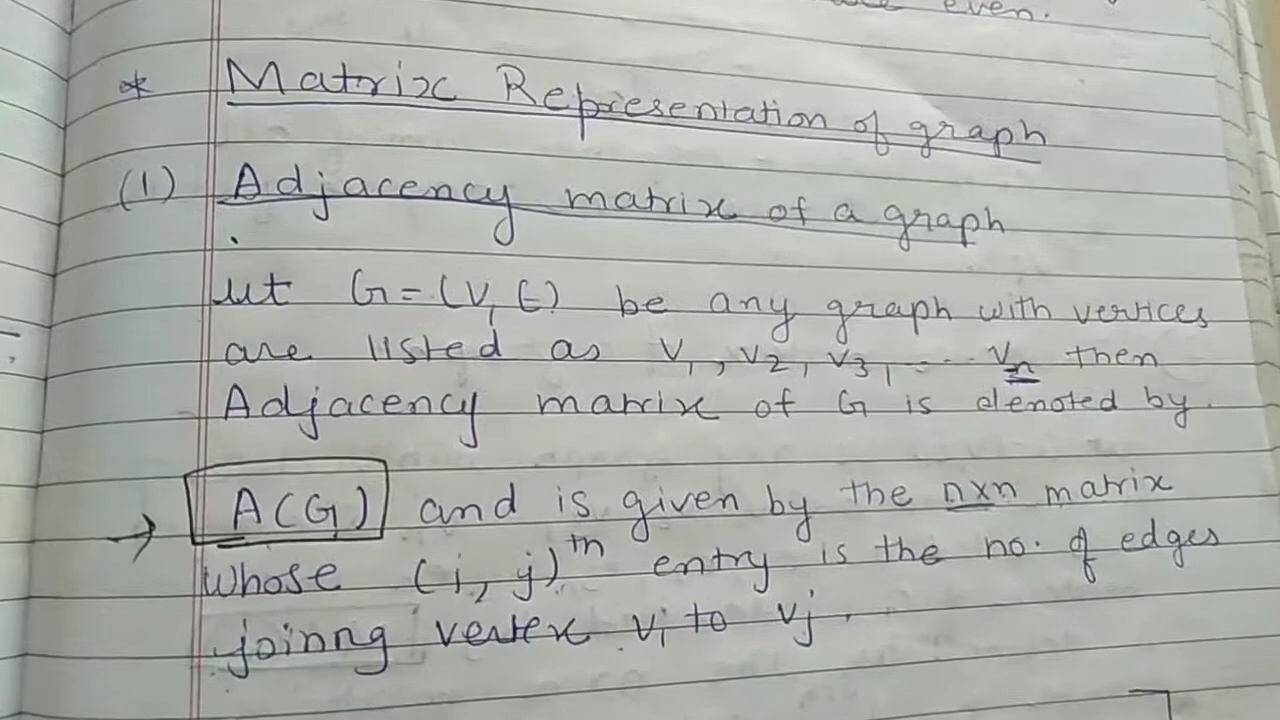 even.
* Matrix Representation of graph
(1) Adjacency matrix of a graph
Let G=(V, E) be any graph with vertices
are listed as v1, v2, v3, --- vn then
Adjacency matrix of G is denoted by.
→ A(G) and is given by the nxn matrix
whose (i, j)th entry is the no. of edges
joinng vertex vi to vj.